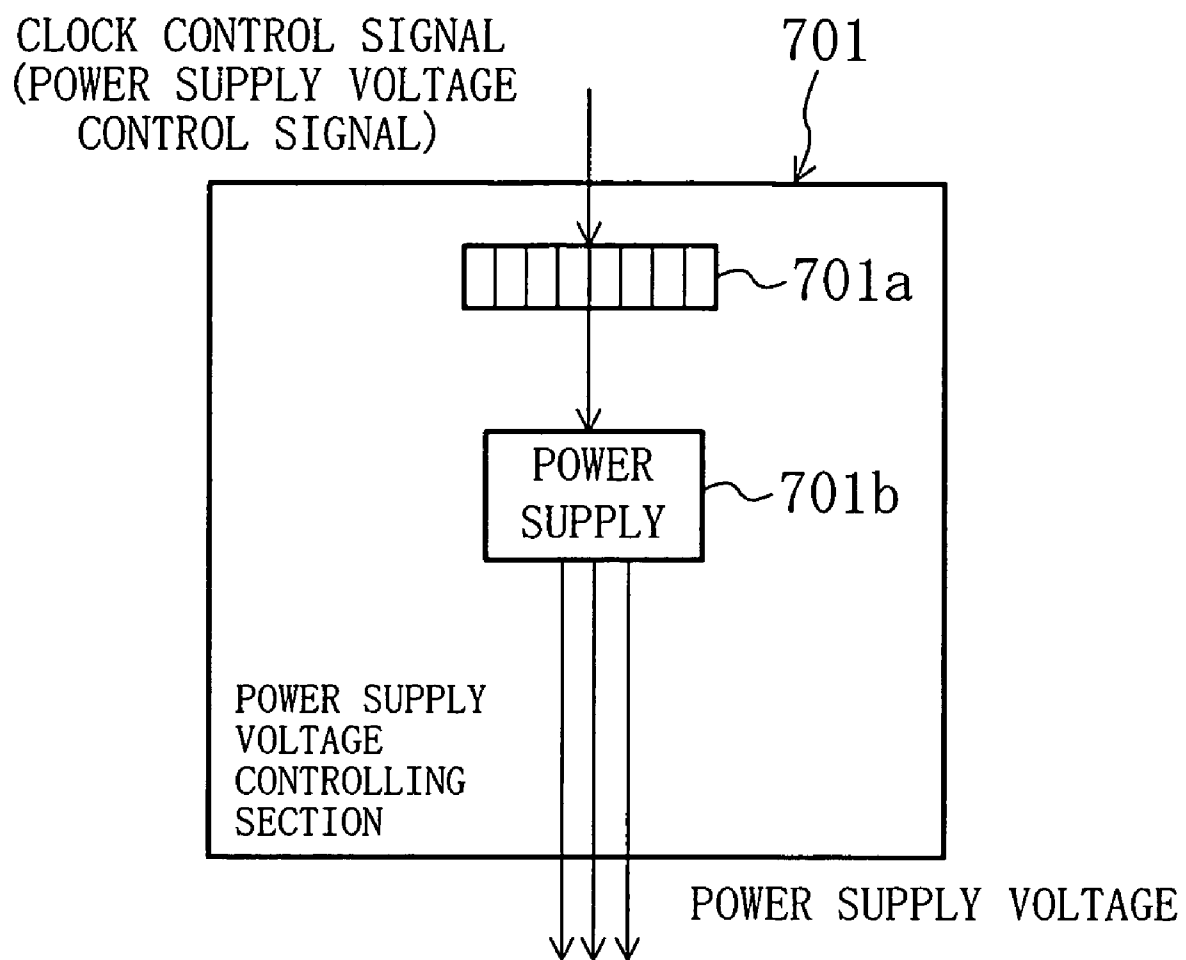 CLOCK CONTROL SIGNAL
(POWER SUPPLY VOLTAGE
CONTROL SIGNAL)
701
701a
POWER
SUPPLY
701b
POWER SUPPLY
VOLTAGE
CONTROLLING
SECTION
POWER SUPPLY VOLTAGE